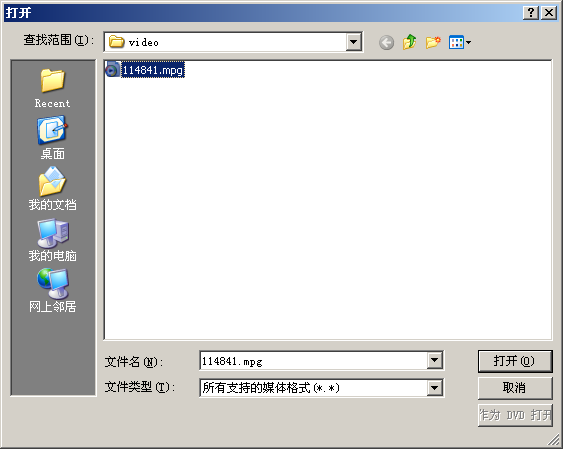 打开
查找范围(I):
video
114841.mpg
Recent
桌面
我的文档
我的电脑
网上邻居
文件名(N):
114841.mpg
打开(O)
文件类型(T):
所有支持的媒体格式(*.*)
取消
作为 DVD 打开